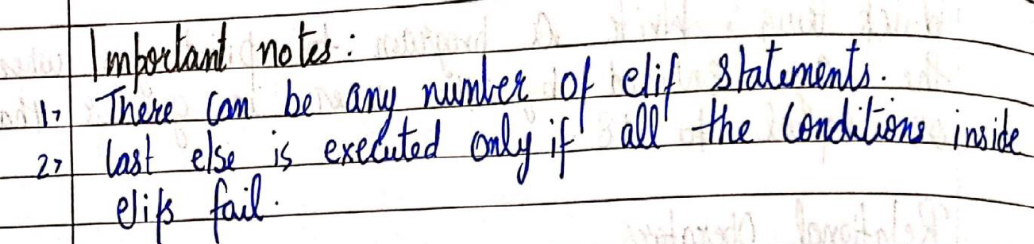 Important notes:
1> There can be any number of elif statements.
2> last else is executed only if all the conditions inside
elifs fail.